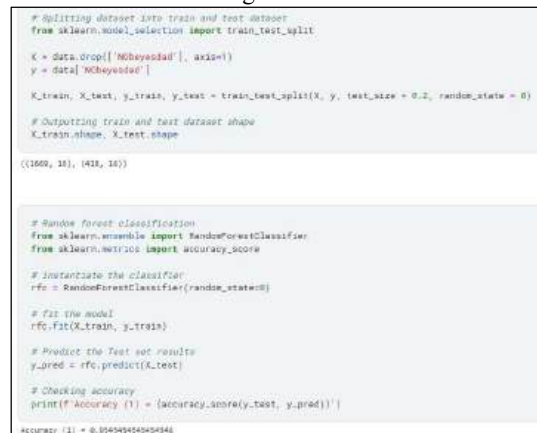 # Splitting dataset into train and test dataset
from sklearn.model_selection import train_test_split
X = data.drop(['NObeyesdad'], axis=1)
y = data['NObeyesdad']
X_train, X_test, y_train, y_test = train_test_split(X, y, test_size = 0.2, random_state = 0)
# Outputting train and test dataset shape
X_train.shape, X_test.shape
((1669, 16), (418, 16))
# Random forest classification
from sklearn.ensemble import RandomForestClassifier
from sklearn.metrics import accuracy_score
# instantiate the classifier
rfc = RandomForestClassifier(random_state=0)
# fit the model
rfc.fit(X_train, y_train)
# Predict the Test set results
y_pred = rfc.predict(X_test)
# Checking accuracy
print(f'Accuracy (1) = {accuracy_score(y_test, y_pred)}')
Accuracy (1) =